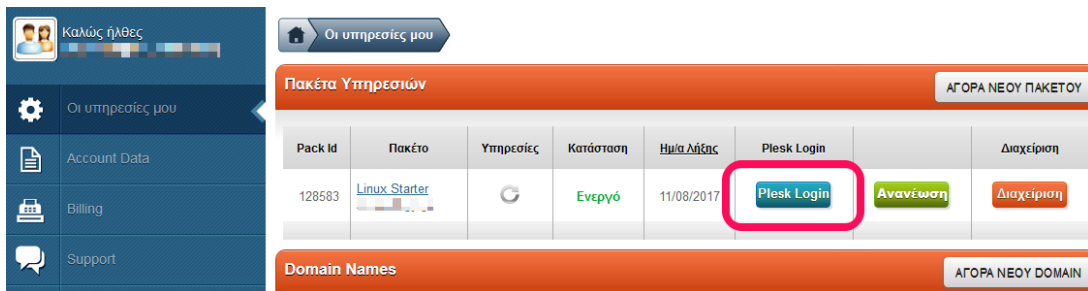 Καλώς ήλθες
Οι υπηρεσίες μου
Account Data
Billing
Support
Οι υπηρεσίες μου
Πακέτα Υπηρεσιών
ΑΓΟΡΑ ΝΕΟΥ ΠΑΚΕΤΟΥ
Pack Id Πακέτο Υπηρεσίες Κατάσταση Ημ/α Λήξης Plesk Login Διαχείριση
128583 Linux Starter Ενεργό 11/08/2017 Plesk Login Ανανέωση Διαχείριση
Domain Names
ΑΓΟΡΑ ΝΕΟΥ DOMAIN